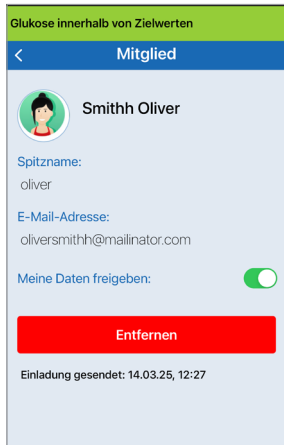 Glukose innerhalb von Zielwerten
Mitglied
Smithh Oliver
Spitzname:
oliver
E-Mail-Adresse:
oliversmithh@mailinator.com
Meine Daten freigeben:
Entfernen
Einladung gesendet: 14.03.25, 12:27